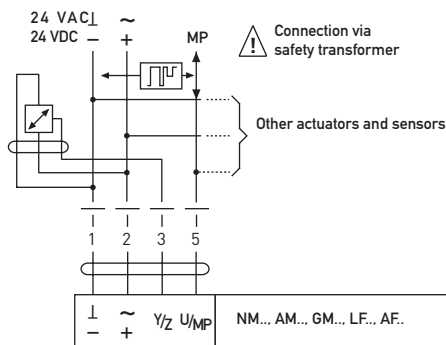 24 VAC ⊥ ~
24 VDC − +
MP
Connection via
safety transformer
Other actuators and sensors
1 2 3 5
⊥ ~ Y/Z U/MP
− +
NM.., AM.., GM.., LF.., AF..